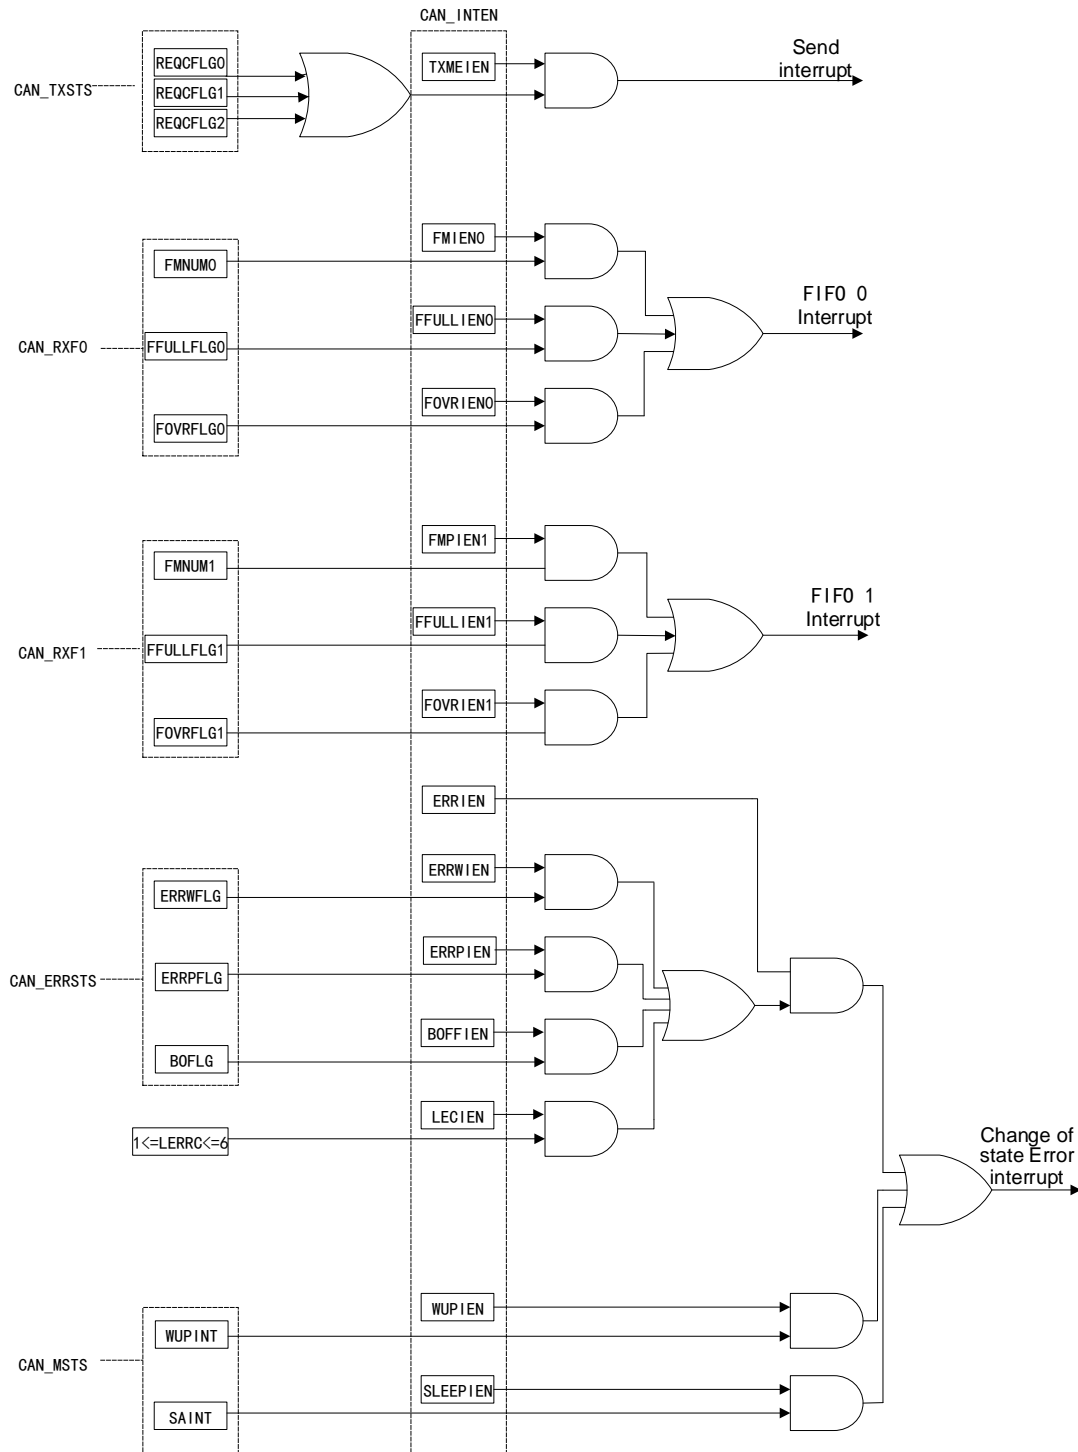 CAN_INTEN
Send
interrupt
CAN_TXSTS
REQCFLG0
REQCFLG1
REQCFLG2
TXMEIEN
FMIEN0
FMNUM0
FFULLIEN0
FIFO 0
Interrupt
CAN_RXF0
FFULLFLG0
FOVRIEN0
FOVRFLG0
FMPIEN1
FMNUM1
FFULLIEN1
FIFO 1
Interrupt
CAN_RXF1
FFULLFLG1
FOVRIEN1
FOVRFLG1
ERRIEN
ERRWIEN
ERRWFLG
ERRPIEN
CAN_ERRSTS
ERRPFLG
BOFFIEN
BOFLG
LECIEN
1<=LERRC<=6
Change of
state Error
interrupt
WUPIEN
WUPINT
CAN_MSTS
SLEEPIEN
SAINT